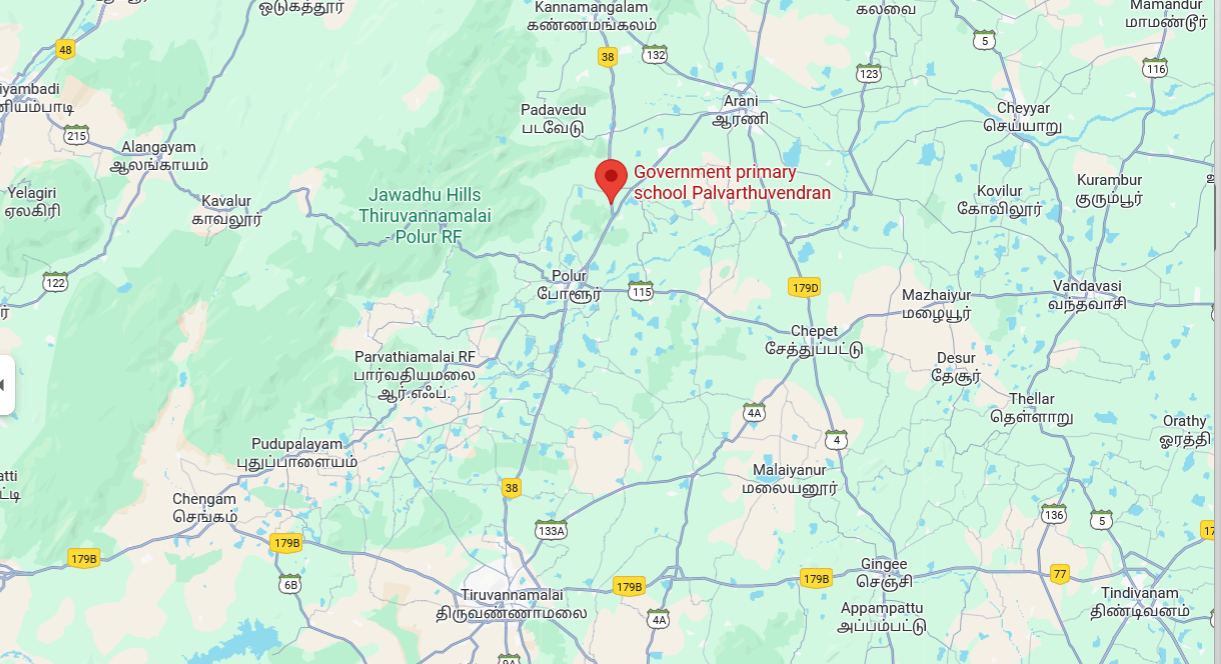 ஒடுகத்தூர்
Kannamangalam
கண்ணமங்கலம்
கலவை
Mamandur
மாமண்டூர்
48
38
132
5
123
116
iyambadi
னியம்பாடி
215
Padavedu
படவேடு
Arani
ஆரணி
Cheyyar
செய்யாறு
Alangayam
ஆலங்காயம்
Government primary
school Palvarthuvendran
Yelagiri
ஏலகிரி
Kavalur
காவலூர்
Jawadhu Hills
Thiruvannamalai
- Polur RF
Kovilur
கோவிலூர்
Kurambur
குரும்பூர்
122
Polur
போளூர்
115
179D
Mazhaiyur
மழையூர்
Vandavasi
வந்தவாசி
Chepet
சேத்துப்பட்டு
Parvathiamalai RF
பார்வதியமலை
ஆர்.எஃப்.
Desur
தேசூர்
Thellar
தெள்ளாறு
4A
4
Orathy
ஓரத்தி
Pudupalayam
புதுப்பாளையம்
atti
ட்டி
Malaiyanur
மலையனூர்
38
Chengam
செங்கம்
133A
136
5
17
179B
179B
6B
Tiruvannamalai
திருவண்ணாமலை
179B
4A
179B
Gingee
செஞ்சி
77
Appampattu
அப்பம்பட்டு
Tindivanam
திண்டிவனம்
9A